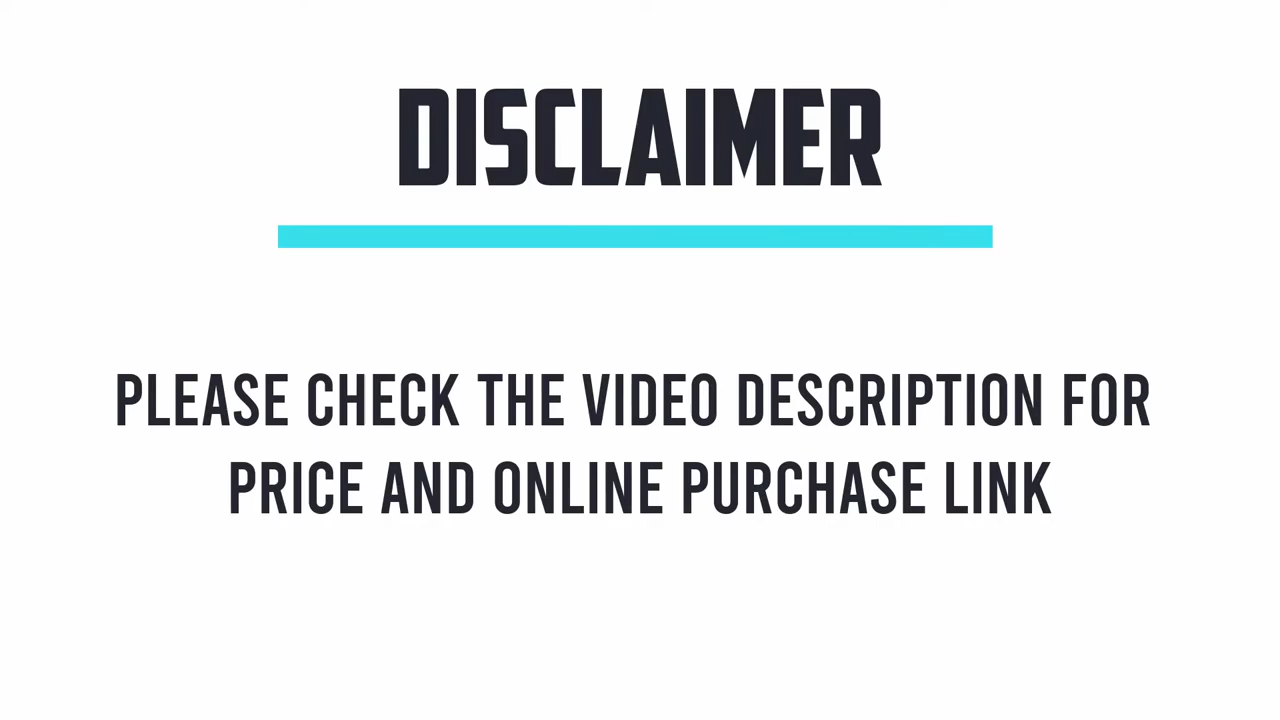 DISCLAIMER
PLEASE CHECK THE VIDEO DESCRIPTION FOR
PRICE AND ONLINE PURCHASE LINK